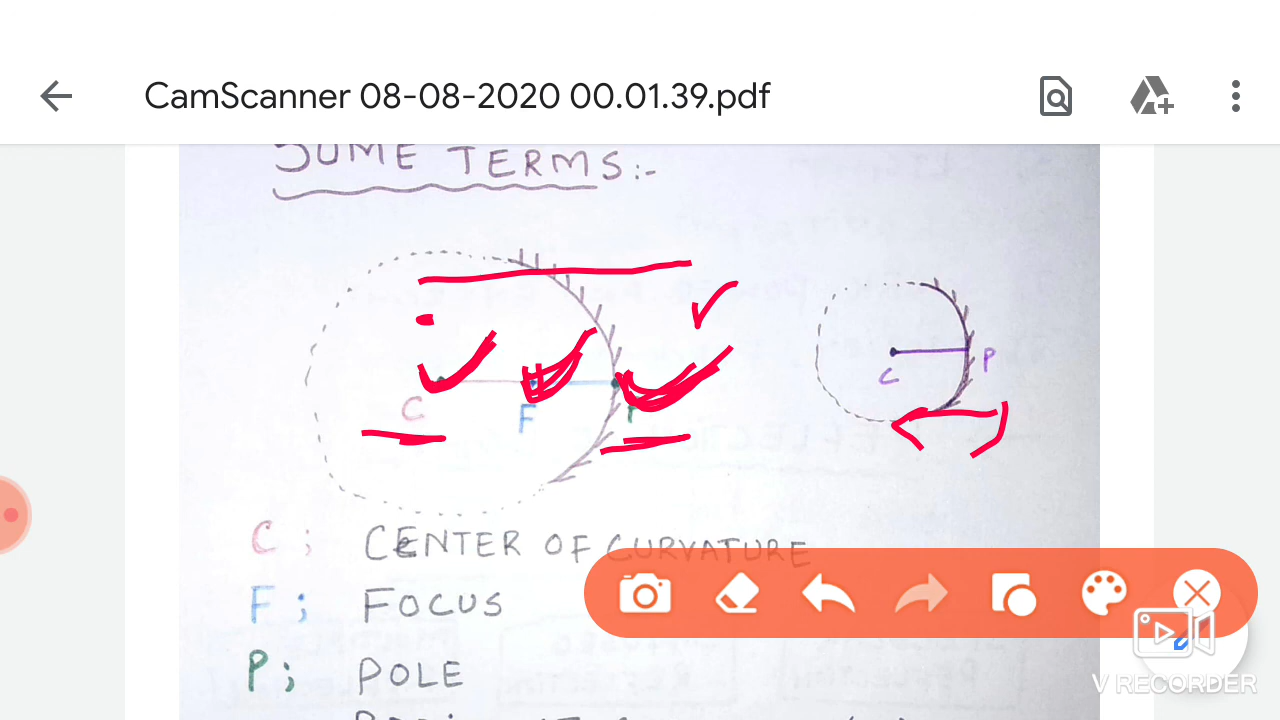 CamScanner 08-08-2020 00.01.39.pdf
SOME TERMS:-
C F
C P
C; CENTER OF CURVATURE
F; FOCUS
P; POLE
V RECORDER